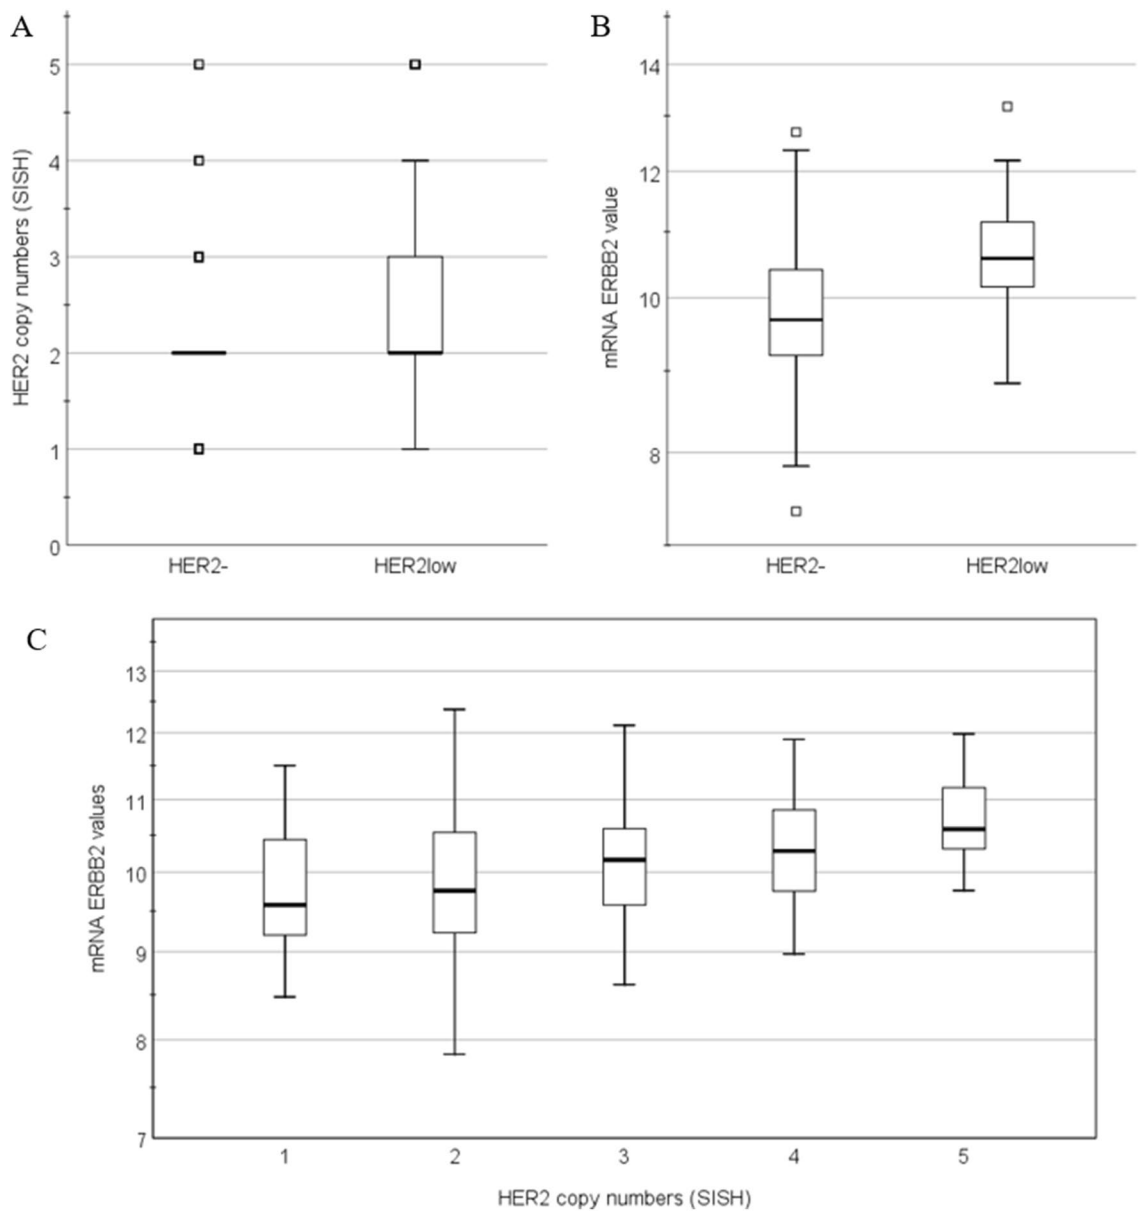 A
HER2 copy numbers (SISH)
5
4
3
2
1
0
HER2-
HER2low
B
mRNA ERBB2 value
14
12
10
8
HER2-
HER2low
C
mRNA ERBB2 values
13
12
11
10
9
8
7
1
2
3
4
5
HER2 copy numbers (SISH)